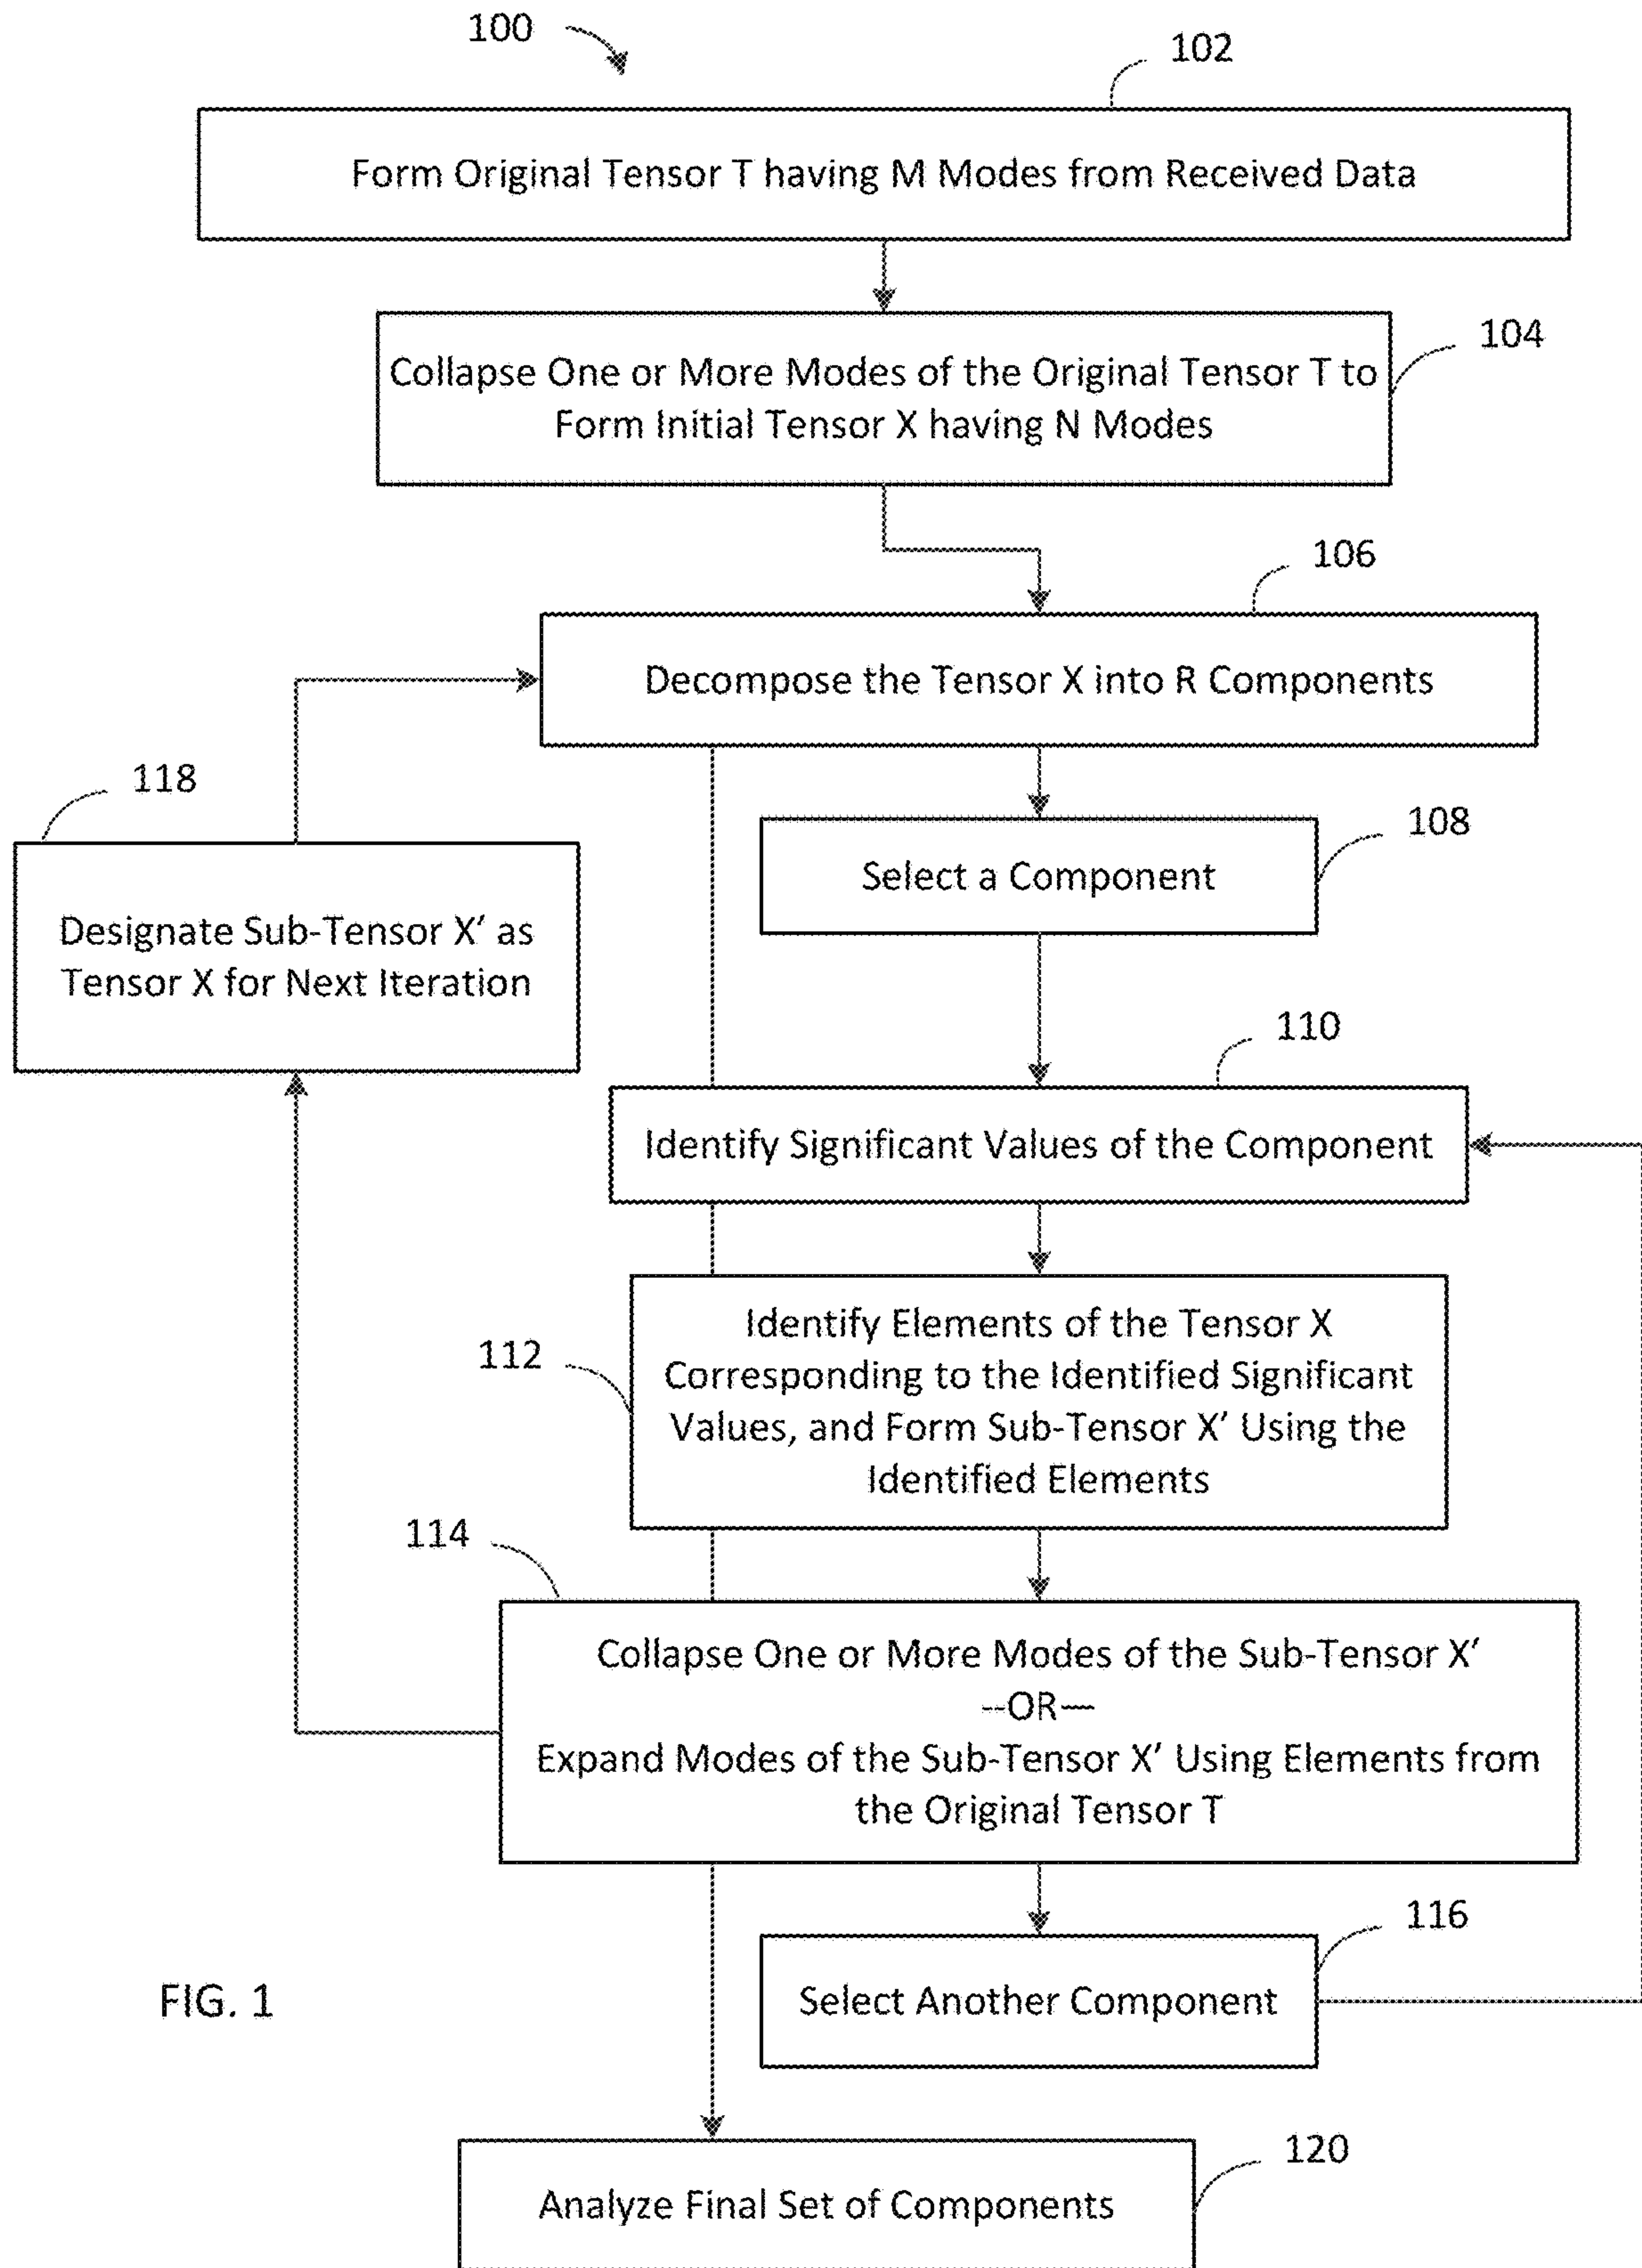 100
102
Form Original Tensor T having M Modes from Received Data
104
Collapse One or More Modes of the Original Tensor T to
Form Initial Tensor X having N Modes
106
Decompose the Tensor X into R Components
118
108
Select a Component
Designate Sub-Tensor X' as
Tensor X for Next Iteration
110
Identify Significant Values of the Component
112
Identify Elements of the Tensor X
Corresponding to the Identified Significant
Values, and Form Sub-Tensor X' Using the
Identified Elements
114
Collapse One or More Modes of the Sub-Tensor X'
--OR—
Expand Modes of the Sub-Tensor X' Using Elements from
the Original Tensor T
116
Select Another Component
FIG. 1
120
Analyze Final Set of Components